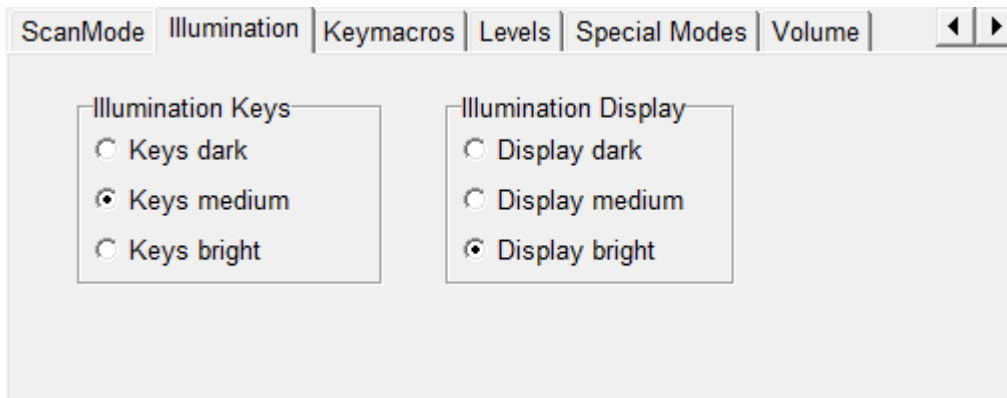 ScanMode Illumination Keymacros Levels Special Modes Volume
Illumination Keys
Keys dark
Keys medium
Keys bright
Illumination Display
Display dark
Display medium
Display bright